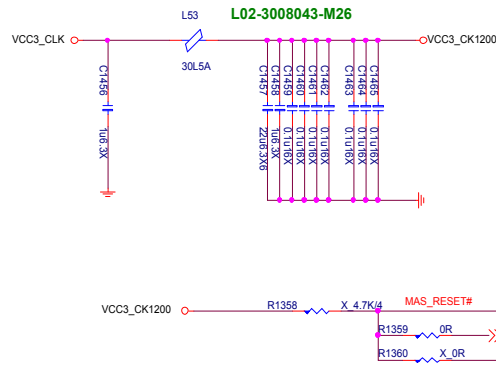 L53
L02-3008043-M26
VCC3_CLK
VCC3_CK1200
30L5A
C1456
1u6.3X
C1457
22u6.3X6
C1458
1u6.3X
C1459
0.1u16X
C1460
0.1u16X
C1461
0.1u16X
C1462
0.1u16X
C1463
0.1u16X
C1464
0.1u16X
C1465
0.1u16X
VCC3_CK1200
R1358
X_4.7K/4
MAS_RESET#
R1359
0R
R1360
X_0R